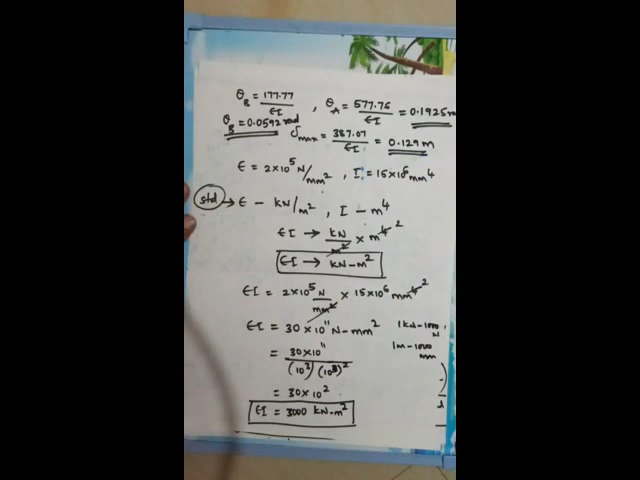 θB = 177.77/EI , θA = 577.76/EI = 0.1925
θB = 0.0592 rad
δmax = 387.07/EI = 0.129 m
E = 2×10^5 N/mm^2 , I = 15×10^6 mm^4
std → E - kN/m^2 , I - m^4
EI → kN/m^2 × m^4 2
EI → kN-m^2
EI = 2×10^5 N/mm^2 × 15×10^6 mm^4 2
EI = 30×10^11 N-mm^2 1kN-1000 N
= 30×10^11/(10^3)(10^3)^2 1m-1000 mm
= 30×10^2
EI = 3000 kN-m^2